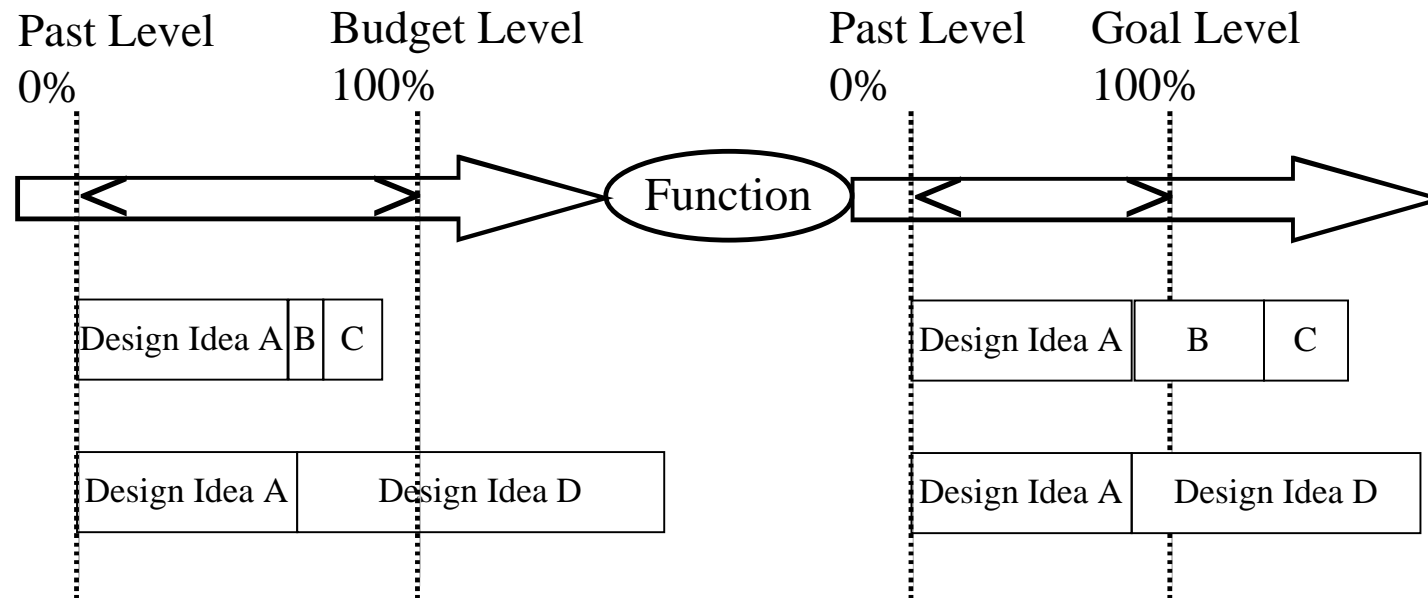 Past Level
0%
Budget Level
100%
Past Level
0%
Goal Level
100%
Function
Design Idea A B C
Design Idea A B C
Design Idea A Design Idea D
Design Idea A Design Idea D